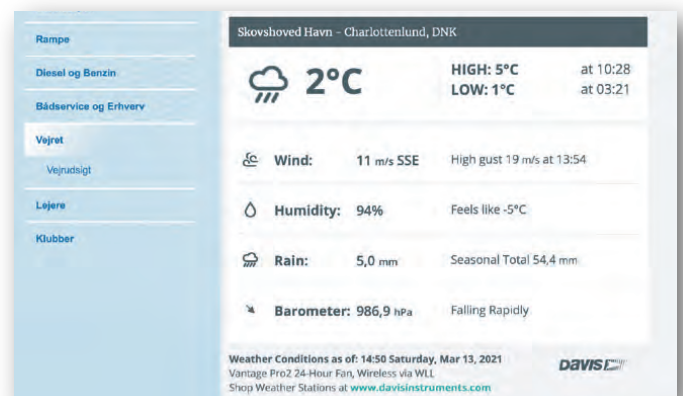 Rampe
Diesel og Benzin
Bådservice og Erhverv
Vejret
Vejrudsigt
Lejere
Klubber
Skovshoved Havn - Charlottenlund, DNK
2°C
HIGH: 5°C at 10:28
LOW: 1°C at 03:21
Wind: 11 m/s SSE High gust 19 m/s at 13:54
Humidity: 94% Feels like -5°C
Rain: 5,0 mm Seasonal Total 54,4 mm
Barometer: 986,9 hPa Falling Rapidly
Weather Conditions as of: 14:50 Saturday, Mar 13, 2021
Vantage Pro2 24-Hour Fan, Wireless via WLL
Shop Weather Stations at www.davisinstruments.com
DAVIS